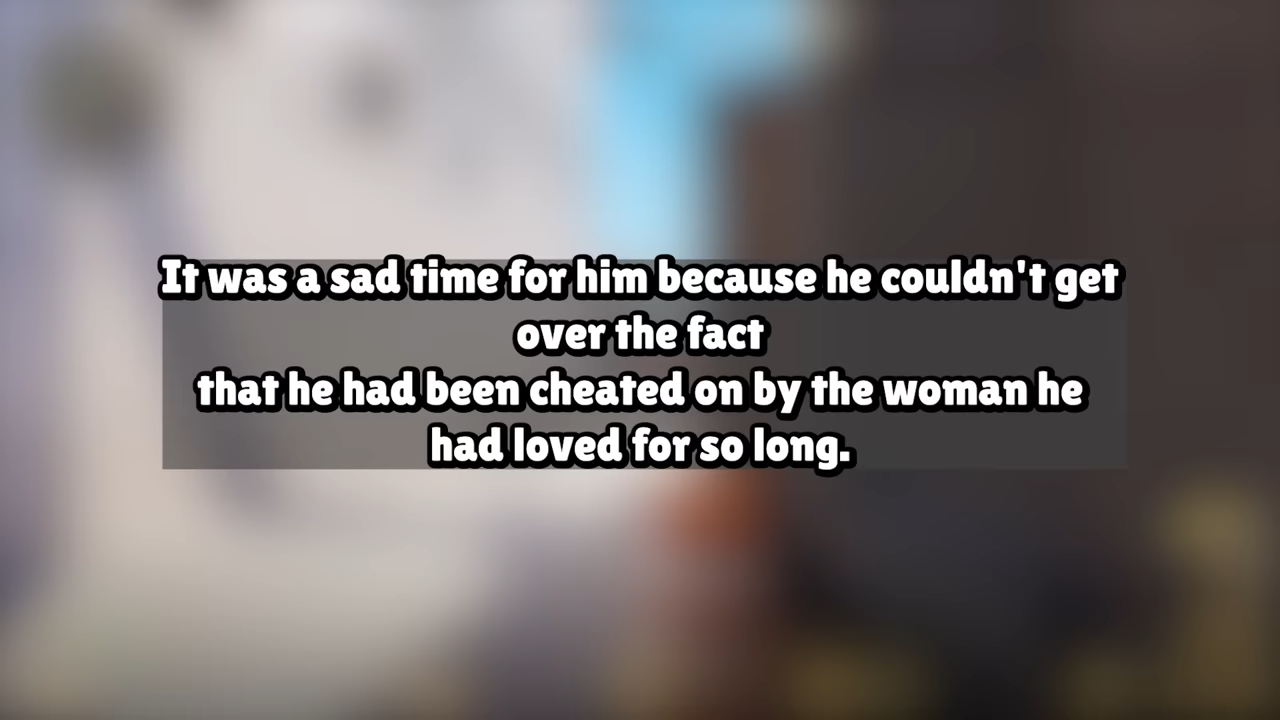 It was a sad time for him because he couldn't get
over the fact
that he had been cheated on by the woman he
had loved for so long.